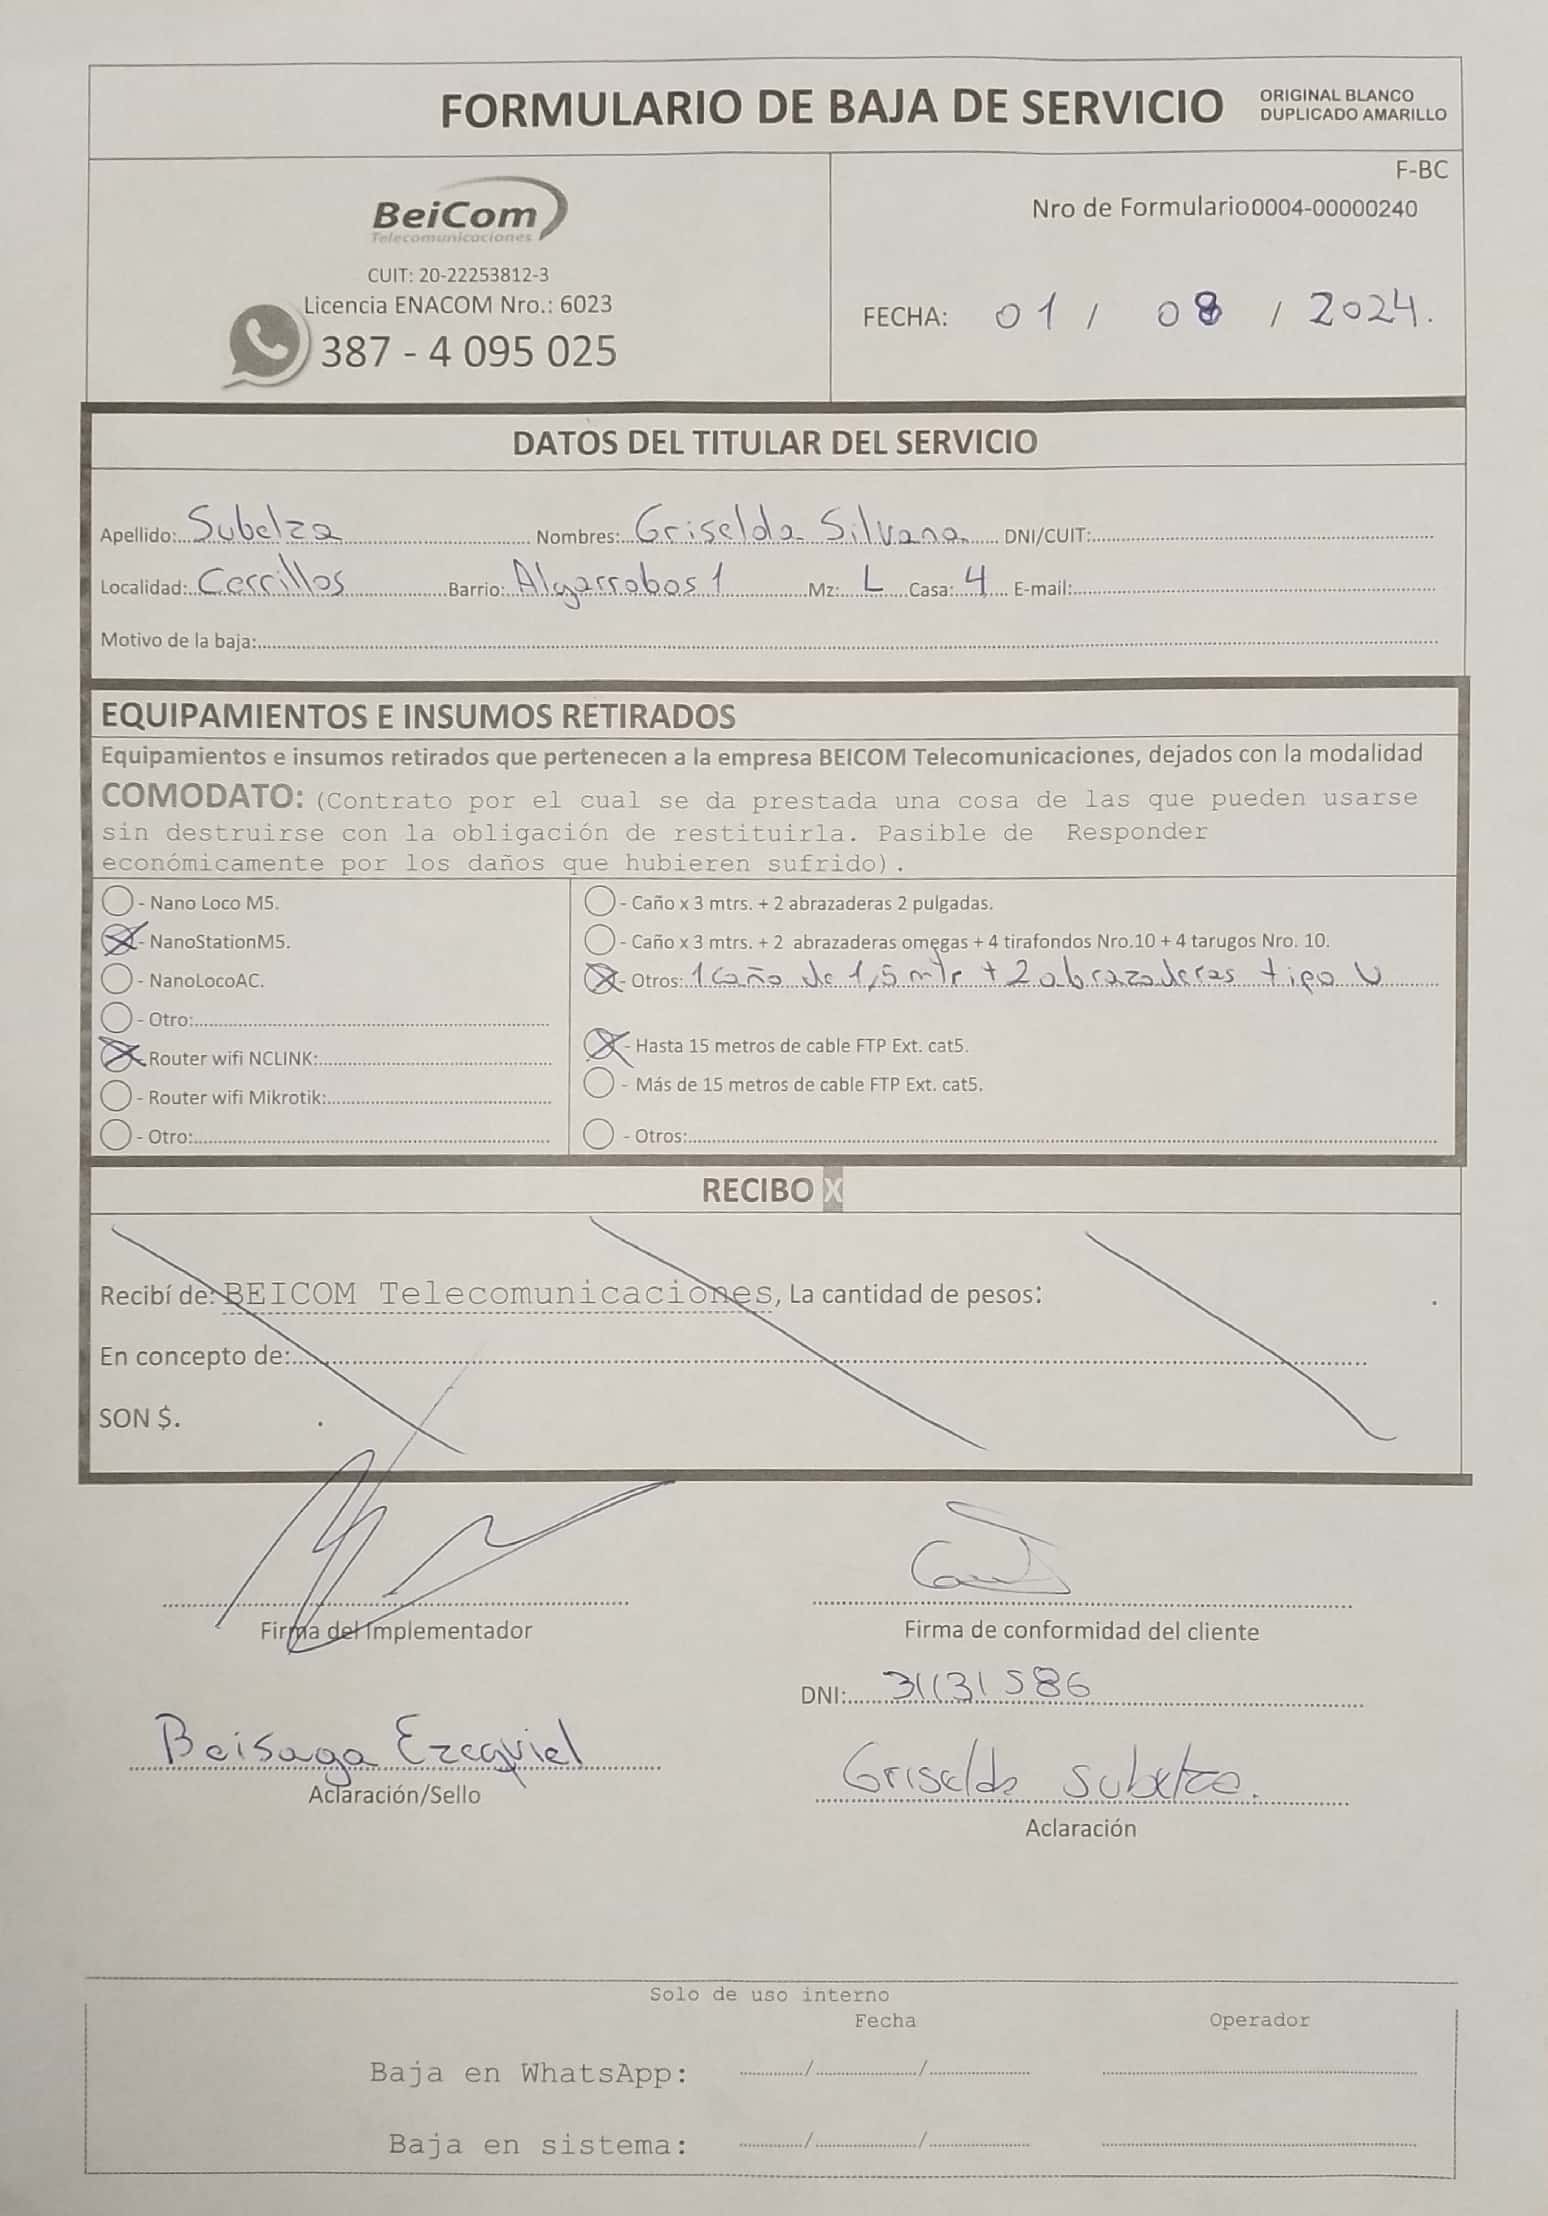 FORMULARIO DE BAJA DE SERVICIO
ORIGINAL BLANCO
DUPLICADO AMARILLO
BeiCom
Telecomunicaciones
CUIT: 20-22253812-3
Licencia ENACOM Nro.: 6023
387 - 4 095 025
F-BC
Nro de Formulario0004-00000240
FECHA: 01 / 08 / 2024.
DATOS DEL TITULAR DEL SERVICIO
Apellido: Subelza Nombres: Griselda Silvana DNI/CUIT:
Localidad: Cerrillos Barrio: Algarrobos 1 Mz: L Casa: 4 E-mail:
Motivo de la baja:
EQUIPAMIENTOS E INSUMOS RETIRADOS
Equipamientos e insumos retirados que pertenecen a la empresa BEICOM Telecomunicaciones, dejados con la modalidad
COMODATO: (Contrato por el cual se da prestada una cosa de las que pueden usarse
sin destruirse con la obligación de restituirla. Pasible de Responder
económicamente por los daños que hubieren sufrido).
- Nano Loco M5.
X - NanoStationM5.
- NanoLocoAC.
- Otro:
X Router wifi NCLINK:
- Router wifi Mikrotik:
- Otro:
- Caño x 3 mtrs. + 2 abrazaderas 2 pulgadas.
- Caño x 3 mtrs. + 2 abrazaderas omegas + 4 tirafondos Nro.10 + 4 tarugos Nro. 10.
X - Otros: 1 caño de 1,5 mtr + 2 abrazaderas tipo U
X - Hasta 15 metros de cable FTP Ext. cat5.
- Más de 15 metros de cable FTP Ext. cat5.
- Otros:
RECIBO X
Recibí de: BEICOM Telecomunicaciones, La cantidad de pesos: .
En concepto de:
SON $. .
Firma del Implementador
Firma de conformidad del cliente
DNI: 31131586
Beisaga Ezequiel
Aclaración/Sello
Griselda Subelza.
Aclaración
Solo de uso interno
Fecha Operador
Baja en WhatsApp: / /
Baja en sistema: / /